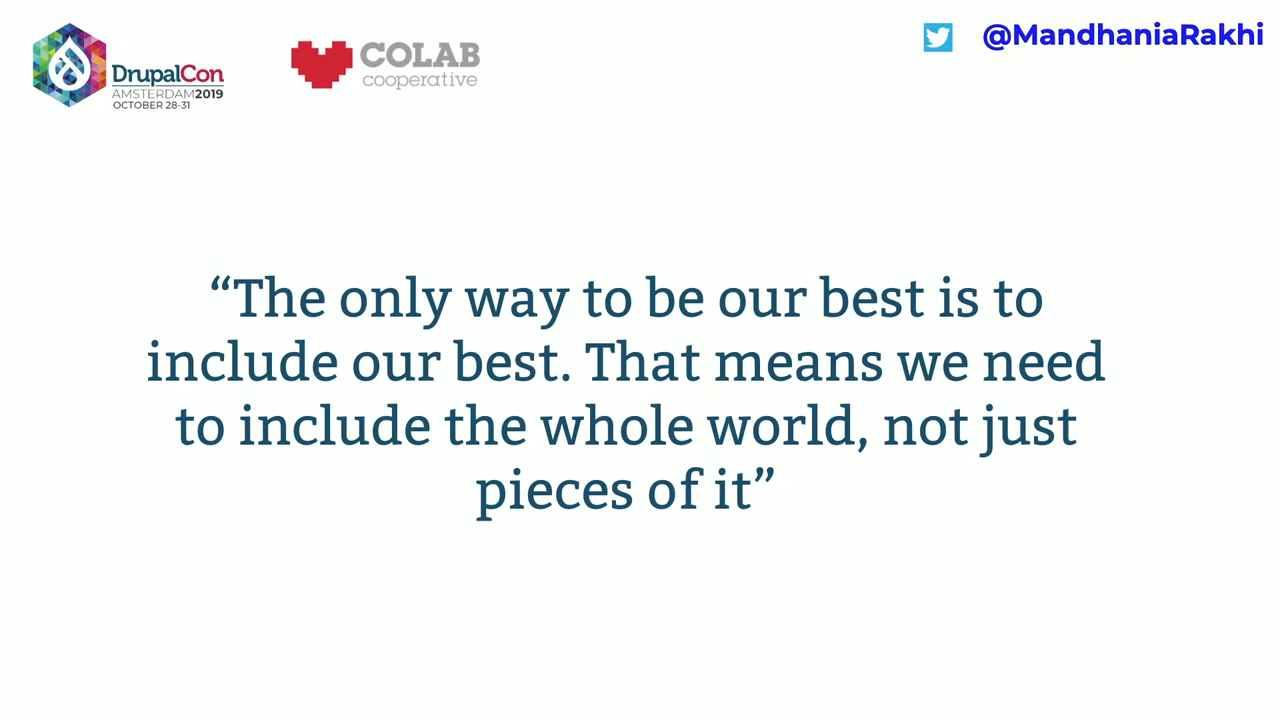 DrupalCon
AMSTERDAM2019
OCTOBER 28-31
COLAB
cooperative
@MandhaniaRakhi
“The only way to be our best is to
include our best. That means we need
to include the whole world, not just
pieces of it”